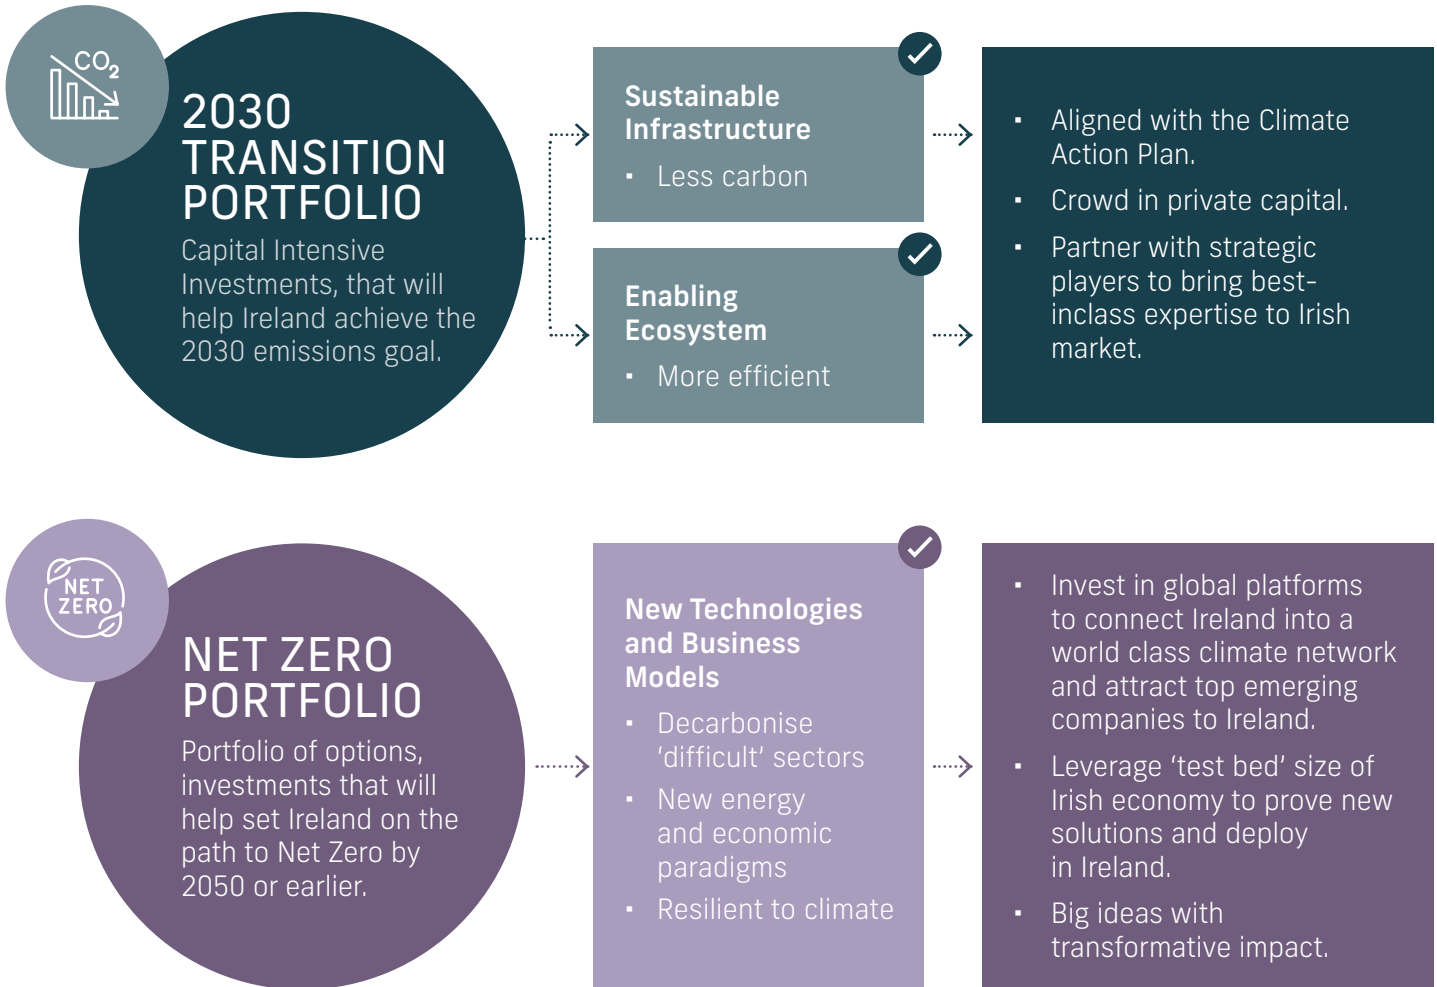 CO2
2030
TRANSITION
PORTFOLIO
Capital Intensive
Investments, that will
help Ireland achieve the
2030 emissions goal.
Sustainable
Infrastructure
▪ Less carbon
Enabling
Ecosystem
▪ More efficient
▪ Aligned with the Climate
Action Plan.
▪ Crowd in private capital.
▪ Partner with strategic
players to bring best-
inclass expertise to Irish
market.
NET
ZERO
NET ZERO
PORTFOLIO
Portfolio of options,
investments that will
help set Ireland on the
path to Net Zero by
2050 or earlier.
New Technologies
and Business
Models
▪ Decarbonise
‘difficult’ sectors
▪ New energy
and economic
paradigms
▪ Resilient to climate
▪ Invest in global platforms
to connect Ireland into a
world class climate network
and attract top emerging
companies to Ireland.
▪ Leverage ‘test bed’ size of
Irish economy to prove new
solutions and deploy
in Ireland.
▪ Big ideas with
transformative impact.